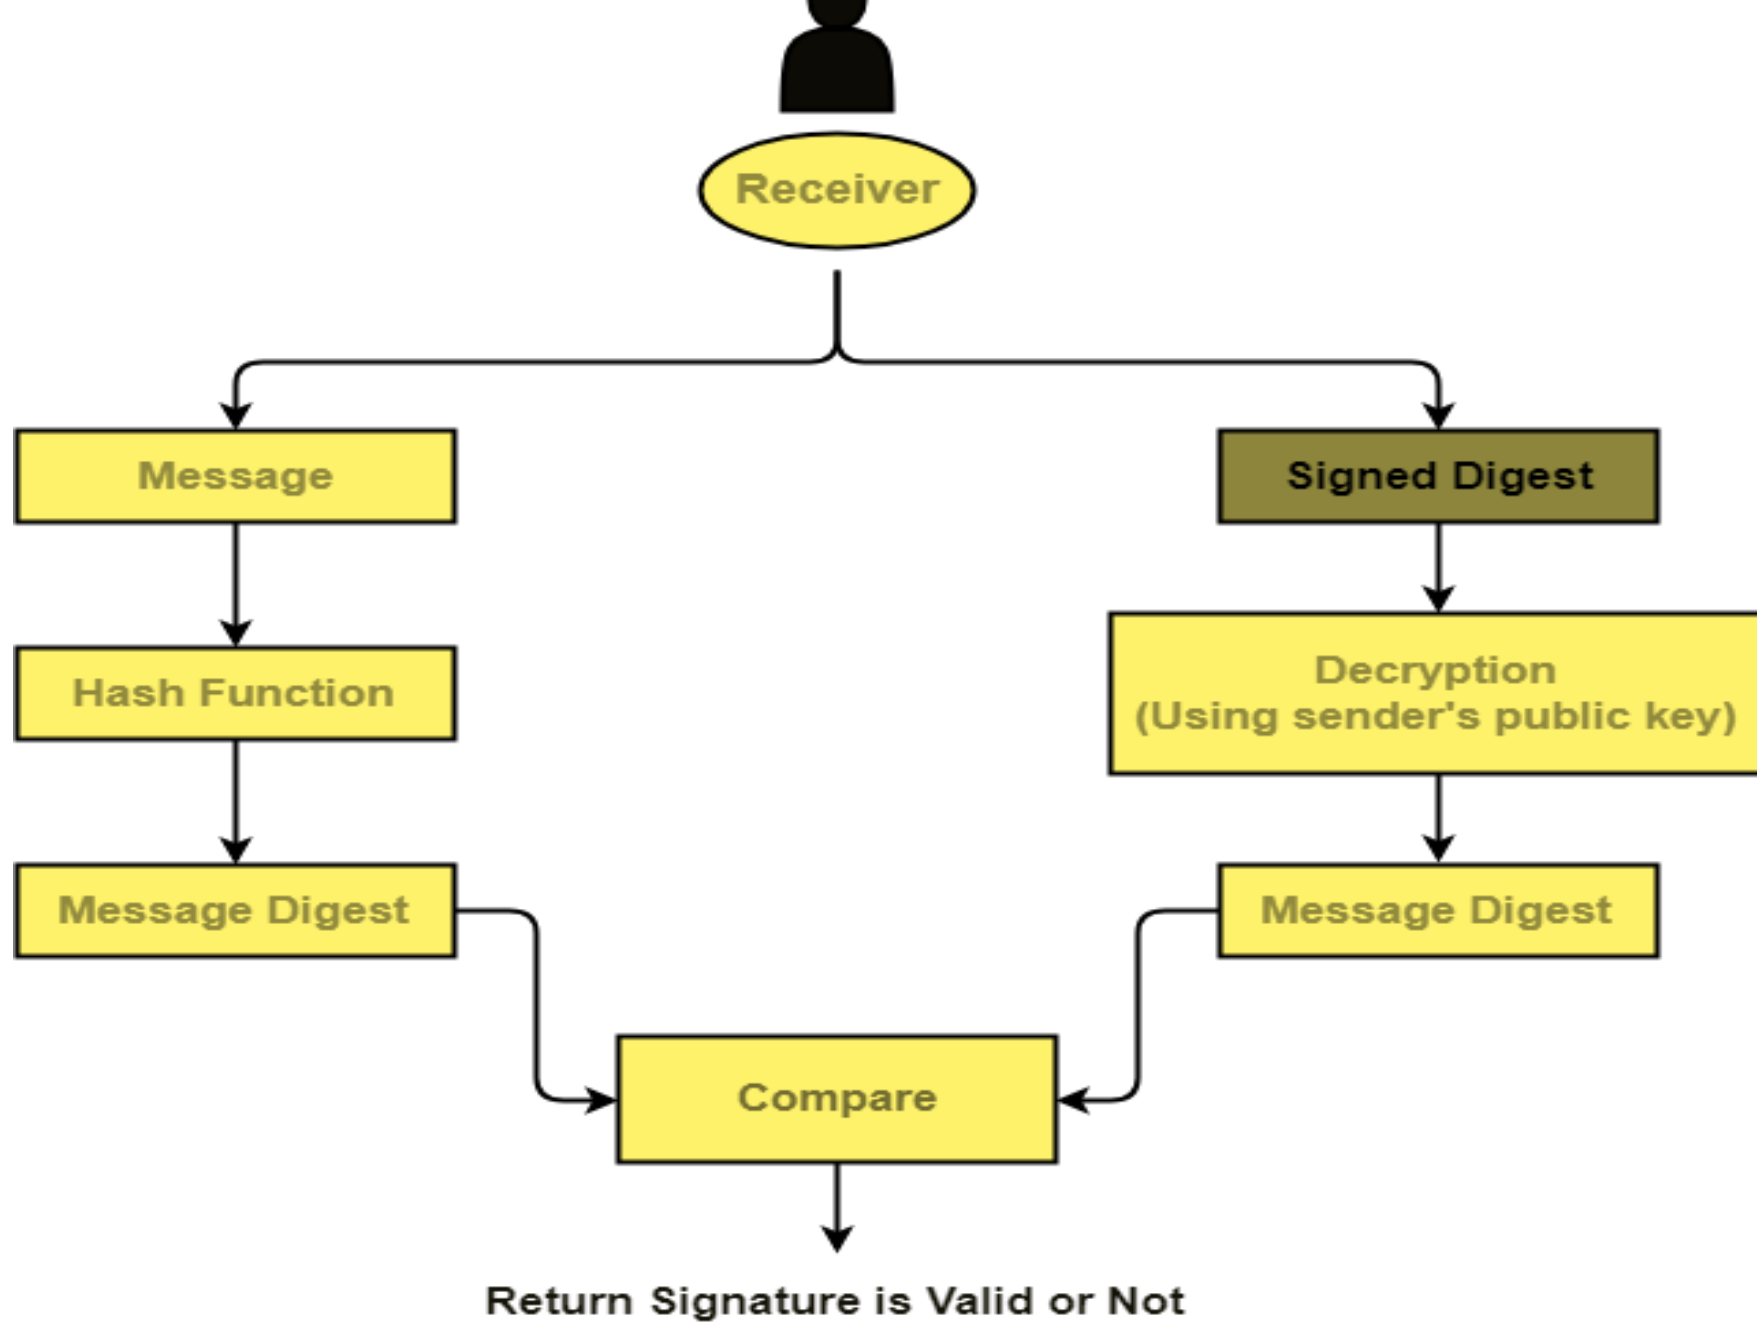 Receiver
Message
Signed Digest
Hash Function
Decryption
(Using sender's public key)
Message Digest
Message Digest
Compare
Return Signature is Valid or Not